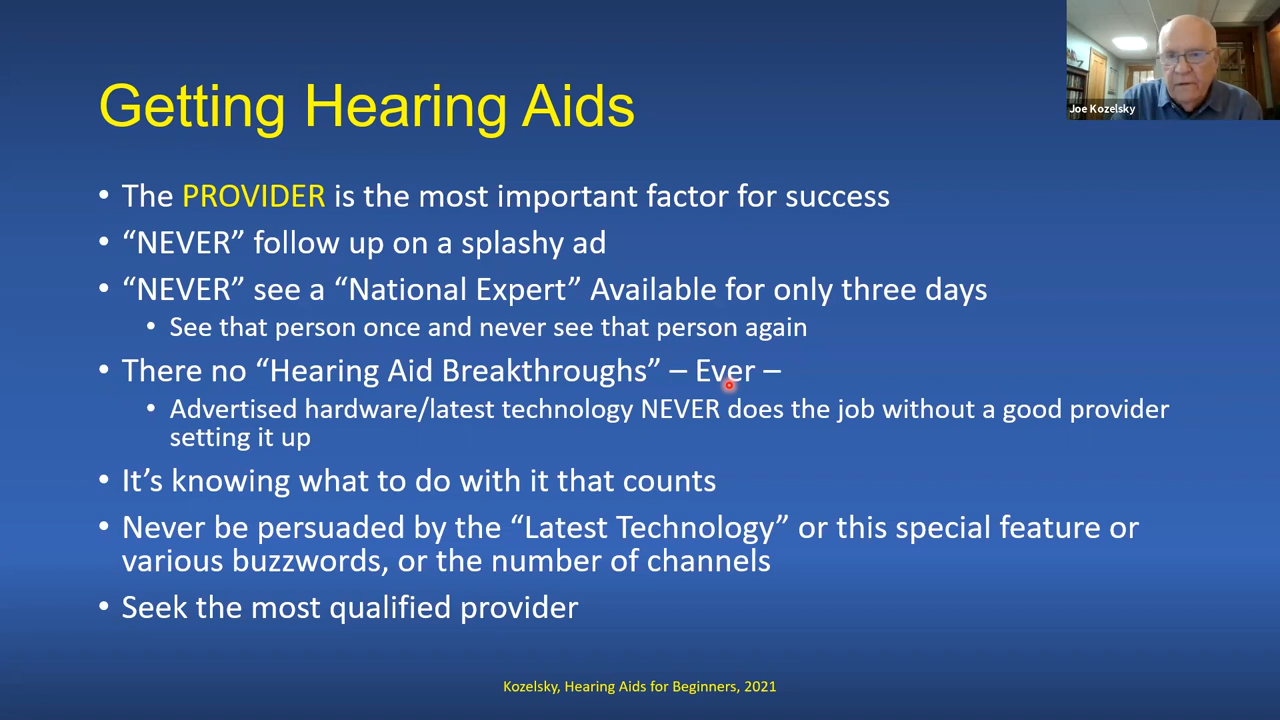 Joe Kozelsky
Getting Hearing Aids
• The PROVIDER is the most important factor for success
• “NEVER” follow up on a splashy ad
• “NEVER” see a “National Expert” Available for only three days
• See that person once and never see that person again
• There no “Hearing Aid Breakthroughs” – Ever –
• Advertised hardware/latest technology NEVER does the job without a good provider
setting it up
• It’s knowing what to do with it that counts
• Never be persuaded by the “Latest Technology” or this special feature or
various buzzwords, or the number of channels
• Seek the most qualified provider
Kozelsky, Hearing Aids for Beginners, 2021